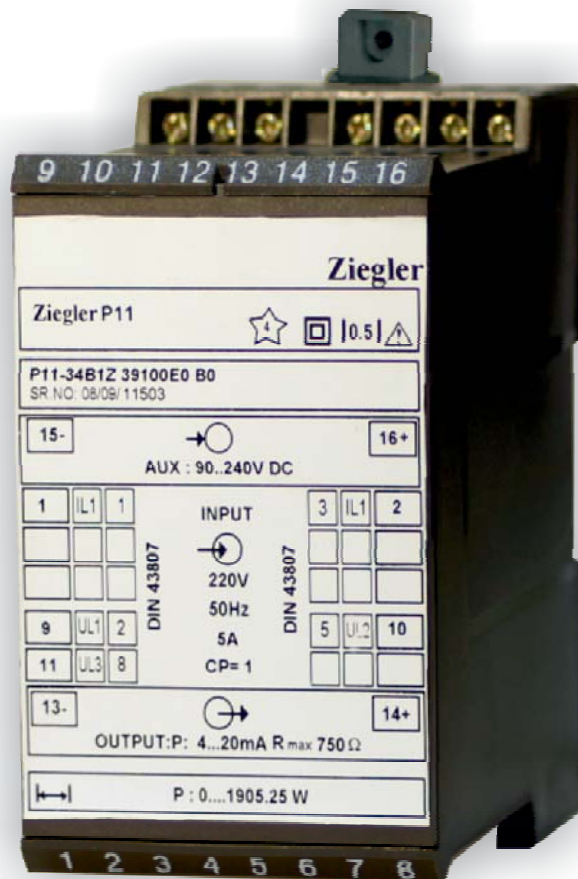 9 10 11 12 13 14 15 16
Ziegler
Ziegler P11
4 |0.5|
P11-34B1Z 39100E0 B0
SR.NO: 08/09/11503
15- 16+
AUX : 90..240V DC
1 IL1 1 INPUT 3 IL1 2
DIN 43807 DIN 43807
220V
50Hz
9 UL1 2 5A 5 UL2 10
11 UL3 8 CP= 1
13- 14+
OUTPUT:P: 4...20mA R max 750 Ω
P : 0....1905.25 W
1 2 3 4 5 6 7 8